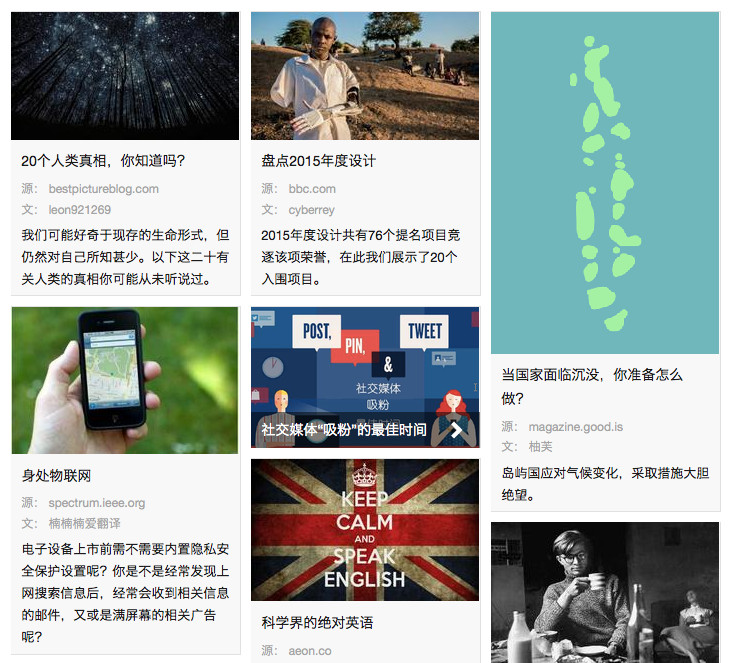 20个人类真相，你知道吗？
源： bestpictureblog.com
文： leon921269
我们可能好奇于现存的生命形式，但
仍然对自己所知甚少。以下这二十有
关人类的真相你可能从未听说过。
身处物联网
源： spectrum.ieee.org
文： 楠楠楠爱翻译
电子设备上市前需不需要内置隐私安
全保护设置呢？你是不是经常发现上
网搜索信息后，经常会收到相关信息
的邮件，又或是满屏幕的相关广告
呢？
盘点2015年度设计
源： bbc.com
文： cyberrey
2015年度设计共有76个提名项目竞
逐该项荣誉，在此我们展示了20个
入围项目。
POST,
PIN,
&
TWEET
社交媒体
吸粉
社交媒体“吸粉”的最佳时间
KEEP
CALM
AND
SPEAK
ENGLISH
科学界的绝对英语
源： aeon.co
当国家面临沉没，你准备怎么
做？
源： magazine.good.is
文： 柚芙
岛屿国应对气候变化，采取措施大胆
绝望。